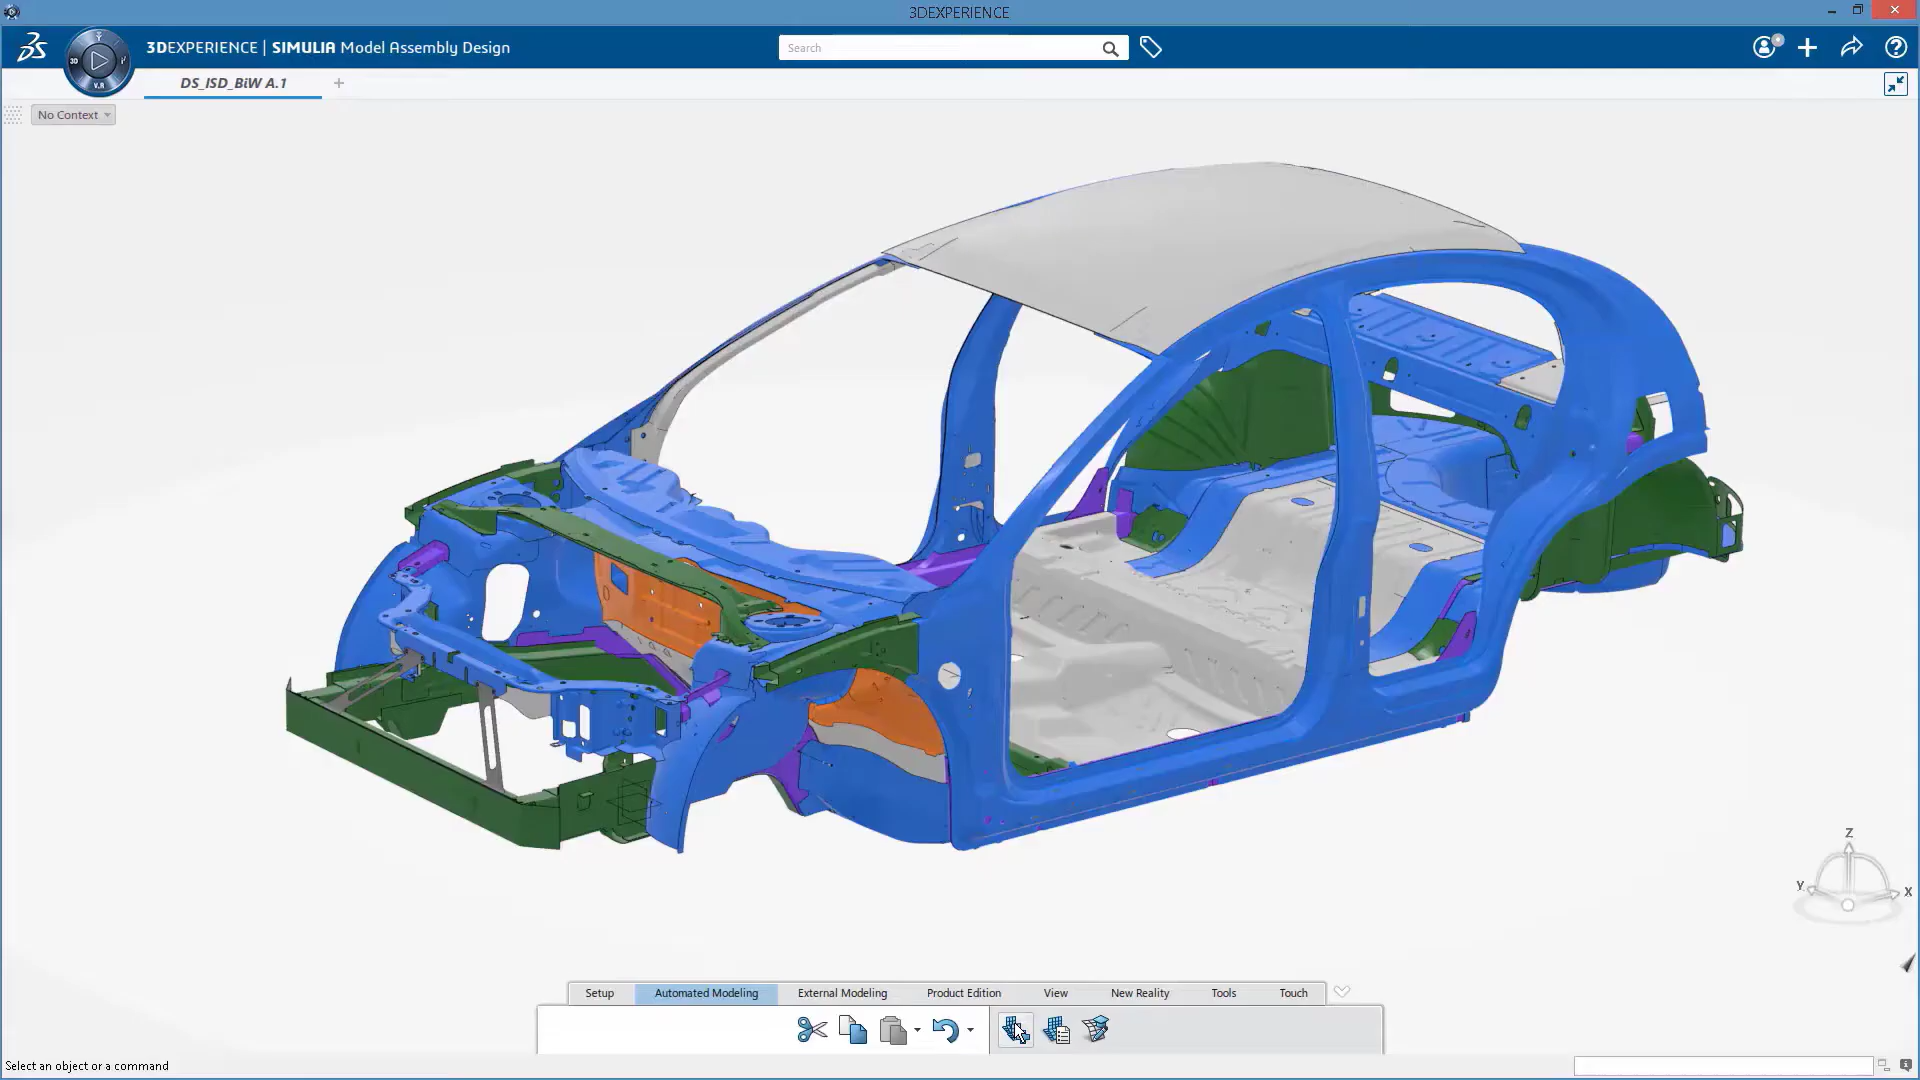 3DEXPERIENCE
3DEXPERIENCE | SIMULIA Model Assembly Design
Search
3D
V.R
DS_ISD_BiW A.1
No Context
Z
Y
X
Setup
Automated Modeling
External Modeling
Product Edition
View
New Reality
Tools
Touch
Select an object or a command